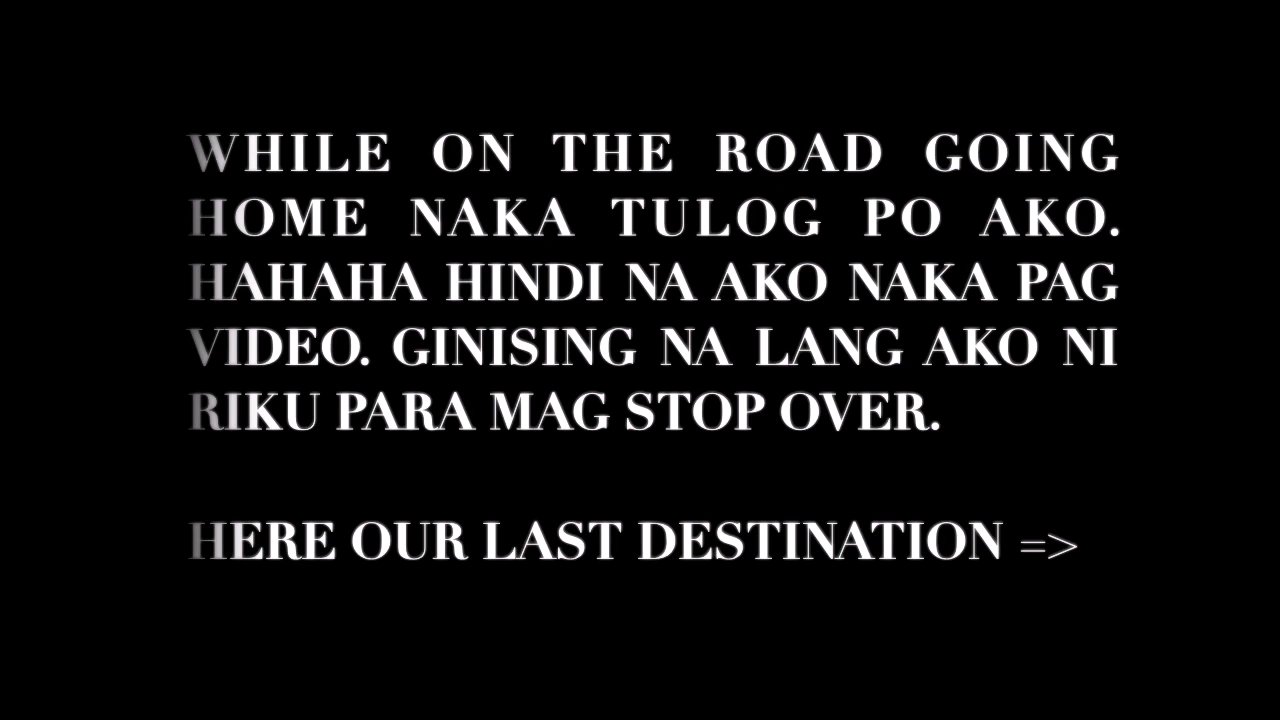 WHILE ON THE ROAD GOING
HOME NAKA TULOG PO AKO.
HAHAHA HINDI NA AKO NAKA PAG
VIDEO. GINISING NA LANG AKO NI
RIKU PARA MAG STOP OVER.
HERE OUR LAST DESTINATION =>